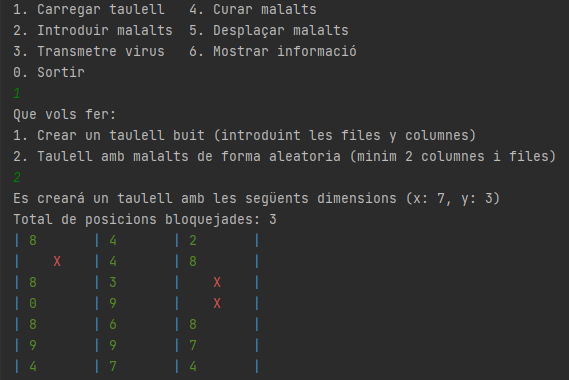 1. Carregar taulell   4. Curar malalts
2. Introduir malalts  5. Desplaçar malalts
3. Transmetre virus   6. Mostrar informació
0. Sortir
1
Que vols fer:
1. Crear un taulell buit (introduint les files y columnes)
2. Taulell amb malalts de forma aleatoria (minim 2 columnes i files)
2
Es creará un taulell amb les següents dimensions (x: 7, y: 3)
Total de posicions bloquejades: 3
| 8       | 4       | 2       |
|    X    | 4       | 8       |
| 8       | 3       |    X    |
| 0       | 9       |    X    |
| 8       | 6       | 8       |
| 9       | 9       | 7       |
| 4       | 7       | 4       |